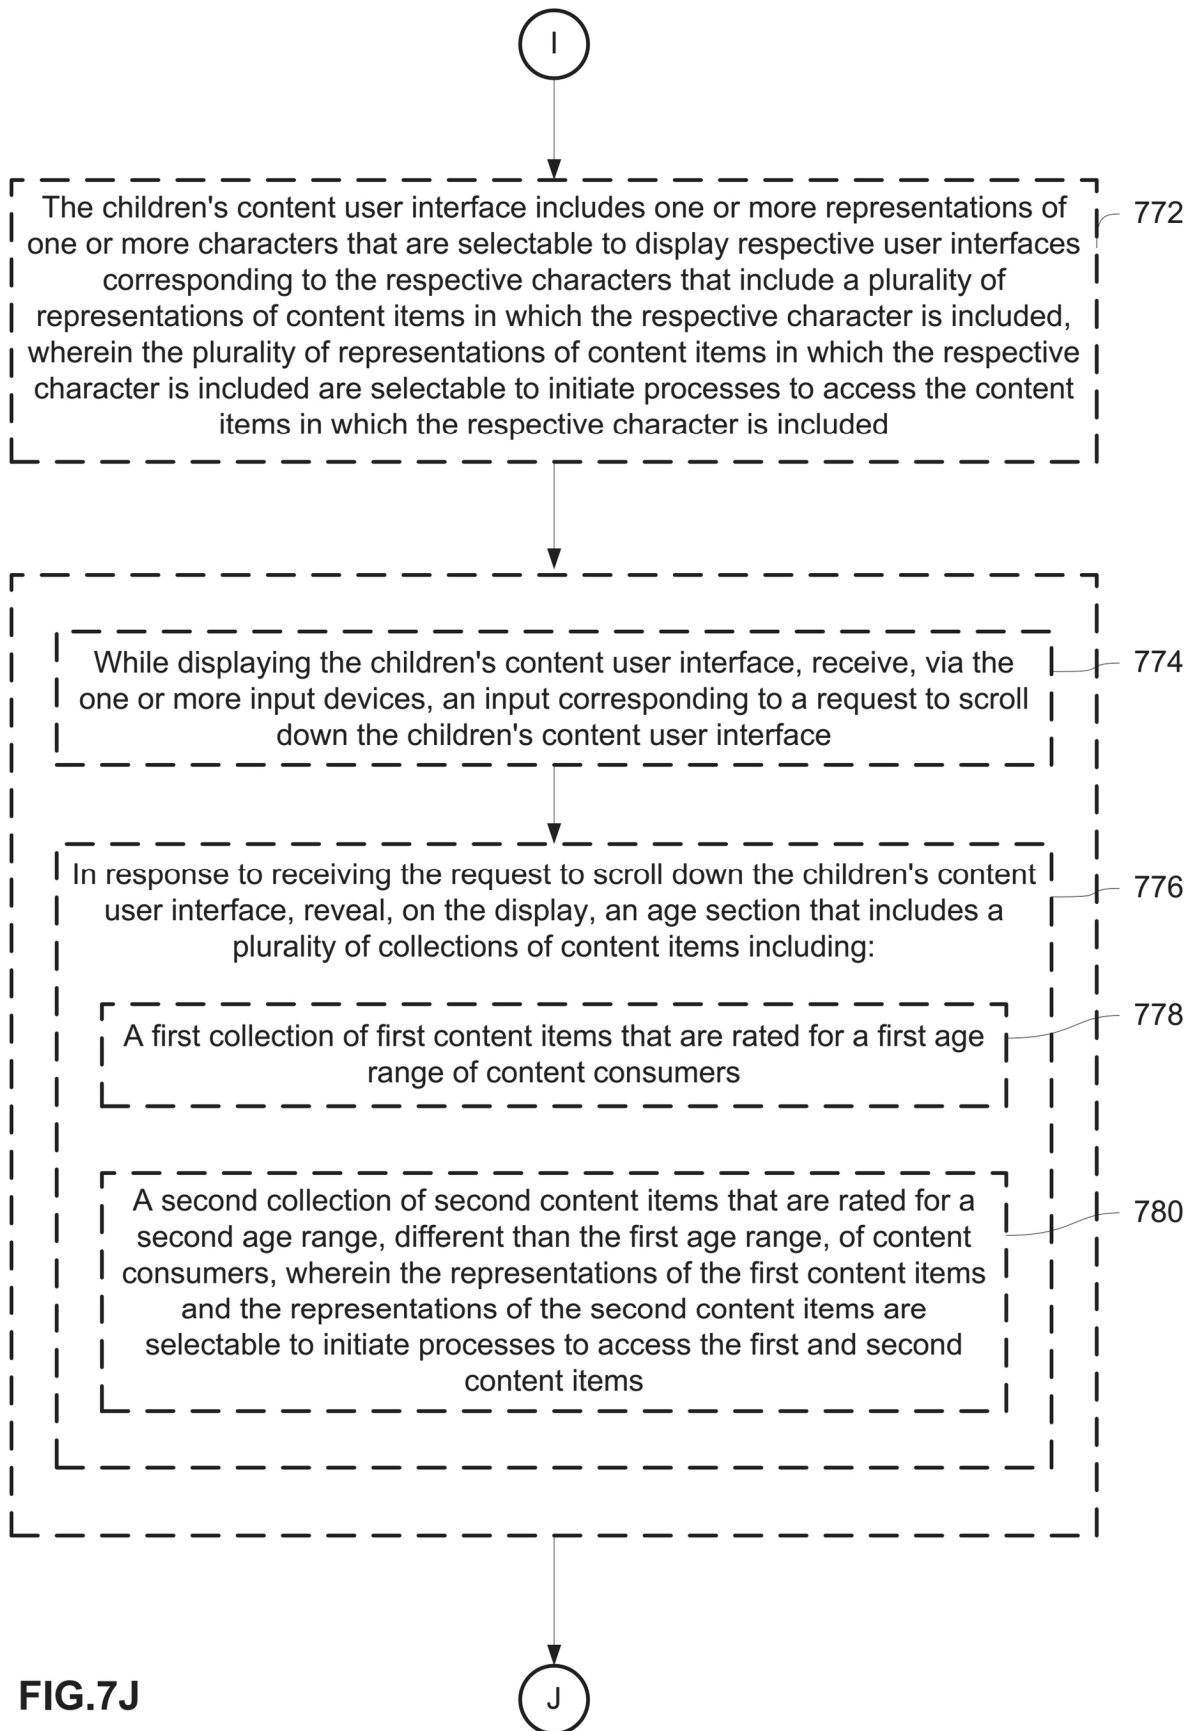 I
The children's content user interface includes one or more representations of
one or more characters that are selectable to display respective user interfaces
corresponding to the respective characters that include a plurality of
representations of content items in which the respective character is included,
wherein the plurality of representations of content items in which the respective
character is included are selectable to initiate processes to access the content
items in which the respective character is included
772
While displaying the children's content user interface, receive, via the
one or more input devices, an input corresponding to a request to scroll
down the children's content user interface
774
In response to receiving the request to scroll down the children's content
user interface, reveal, on the display, an age section that includes a
plurality of collections of content items including:
776
A first collection of first content items that are rated for a first age
range of content consumers
778
A second collection of second content items that are rated for a
second age range, different than the first age range, of content
consumers, wherein the representations of the first content items
and the representations of the second content items are
selectable to initiate processes to access the first and second
content items
780
FIG.7J
J